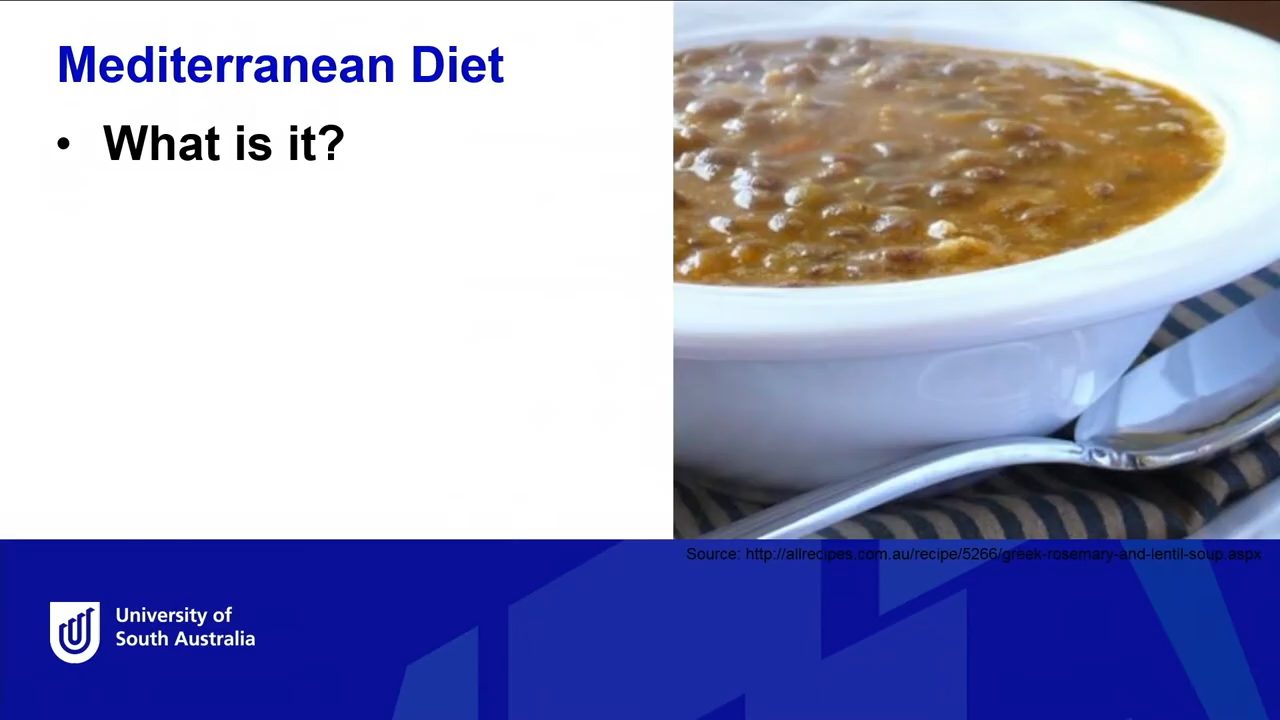 Mediterranean Diet
• What is it?
Source: http://allrecipes.com.au/recipe/5266/greek-rosemary-and-lentil-soup.aspx
University of
South Australia